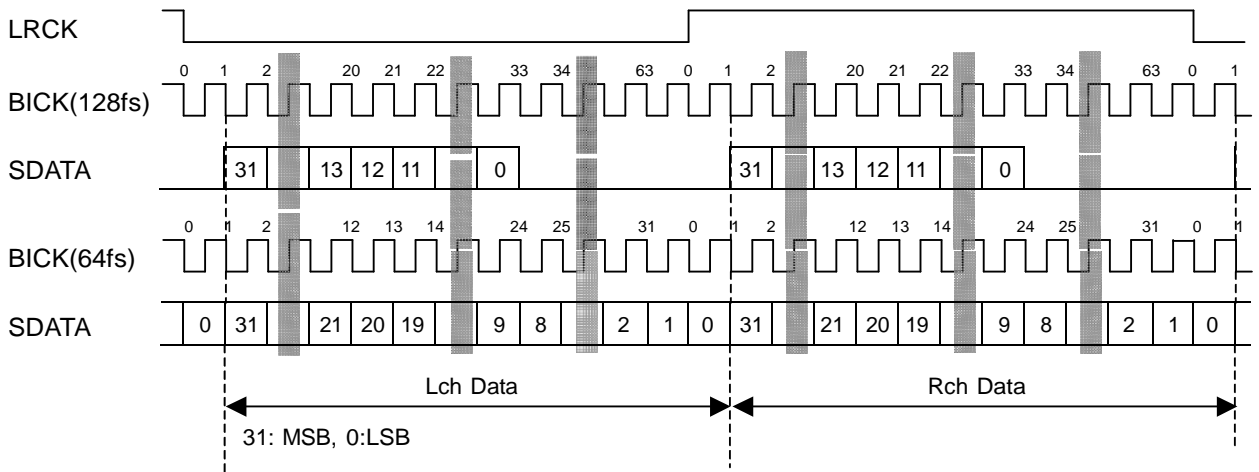 LRCK
0 1 2 20 21 22 33 34 63 0 1 2 20 21 22 33 34 63 0 1
BICK(128fs)
SDATA 31 13 12 11 0 31 13 12 11 0
0 1 2 12 13 14 24 25 31 0 1 2 12 13 14 24 25 31 0 1
BICK(64fs)
SDATA 0 31 21 20 19 9 8 2 1 0 31 21 20 19 9 8 2 1 0
Lch Data Rch Data
31: MSB, 0:LSB